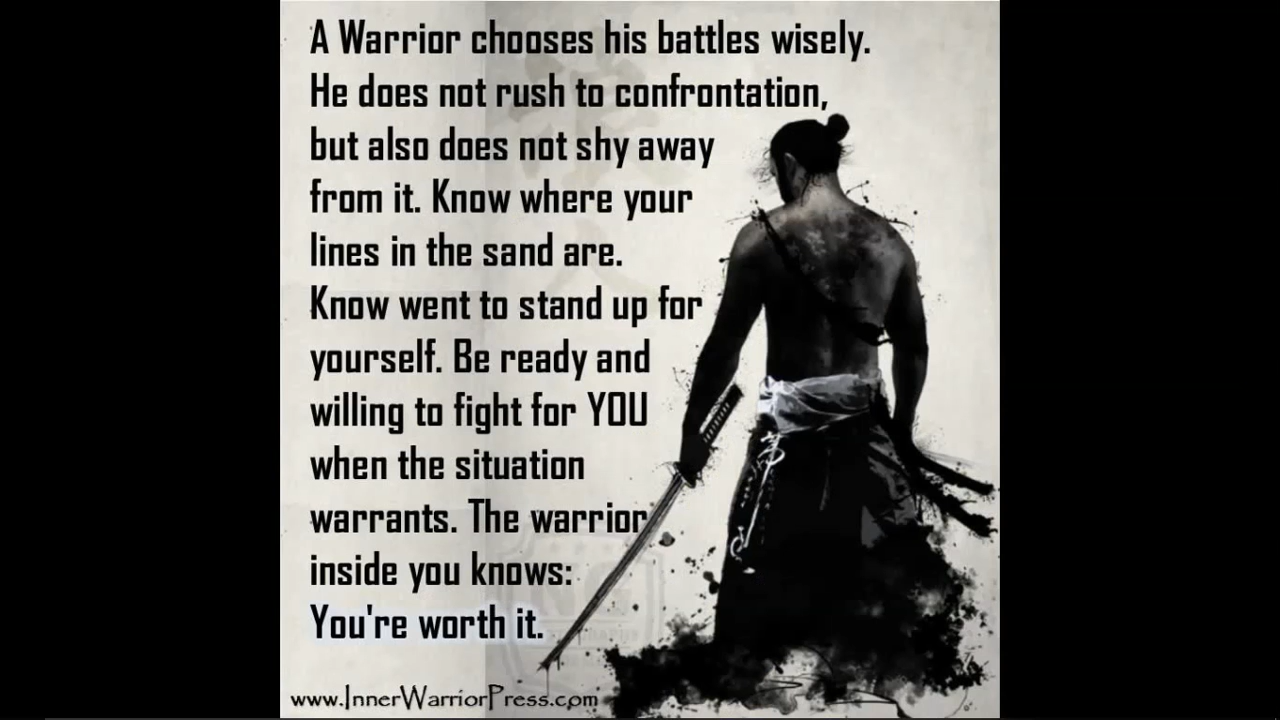 A Warrior chooses his battles wisely.
He does not rush to confrontation,
but also does not shy away
from it. Know where your
lines in the sand are.
Know went to stand up for
yourself. Be ready and
willing to fight for YOU
when the situation
warrants. The warrior
inside you knows:
You're worth it.
www.InnerWarriorPress.com